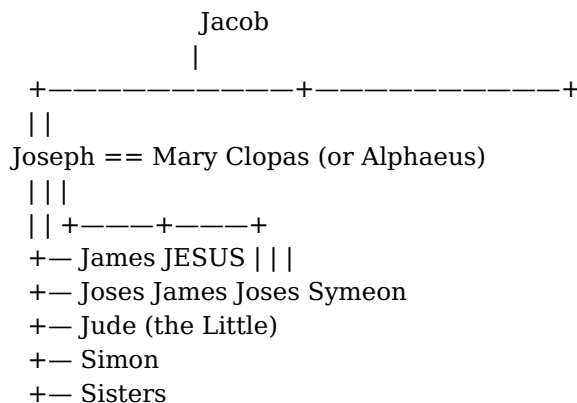 Jacob
|
+——————————+——————————+
| |
Joseph == Mary Clopas (or Alphaeus)
| | |
| | +———+———+
+— James JESUS | | |
+— Joses James Joses Symeon
+— Jude (the Little)
+— Simon
+— Sisters